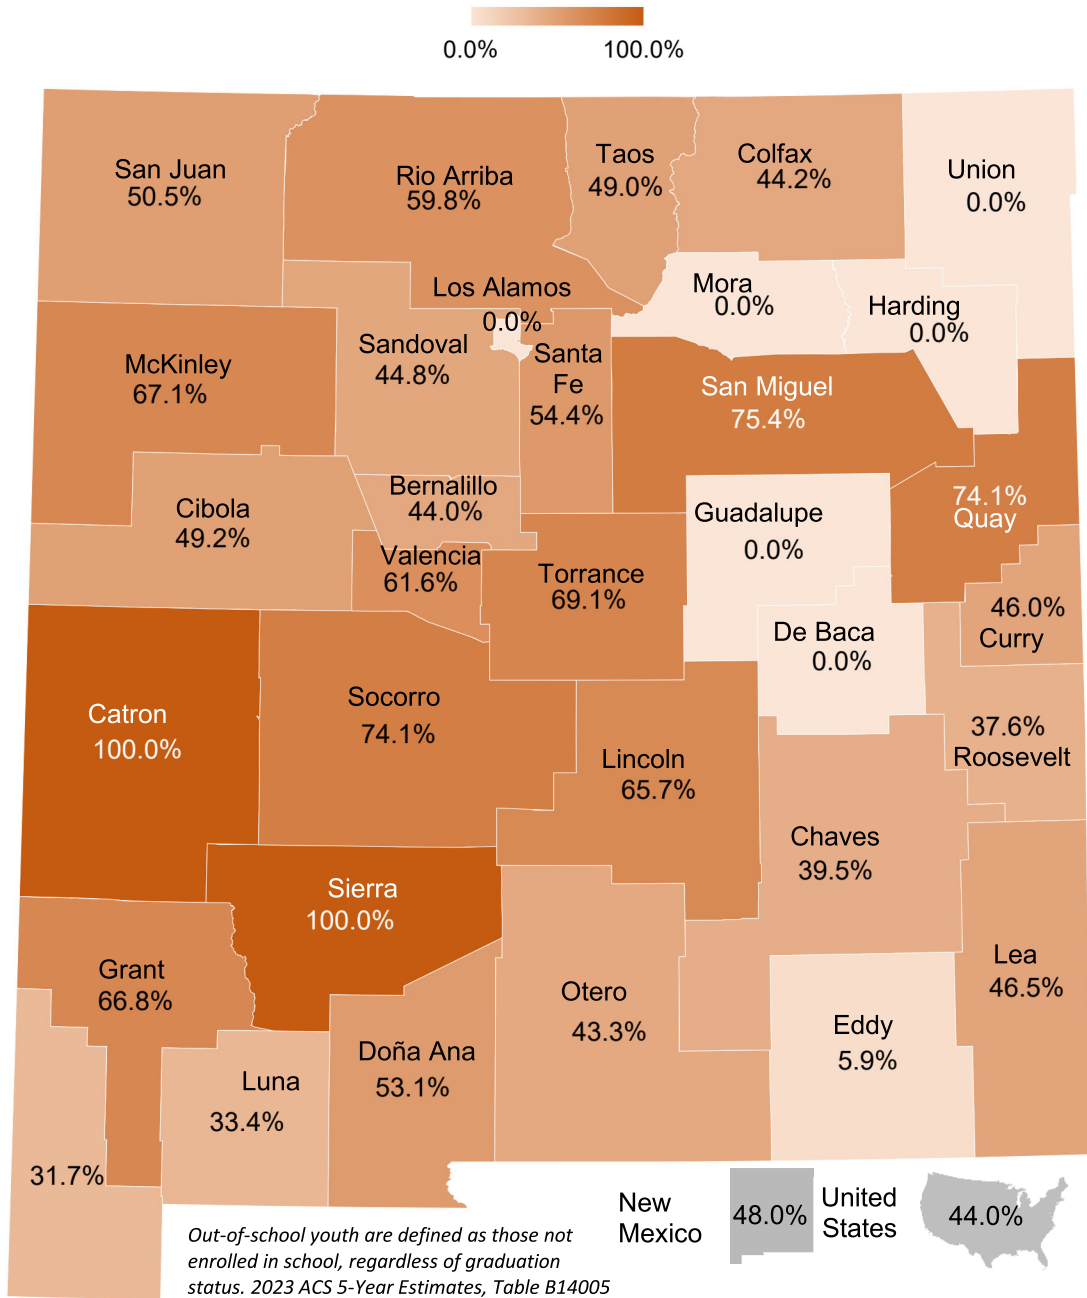 0.0%
100.0%
San Juan
50.5%
Rio Arriba
59.8%
Taos
49.0%
Colfax
44.2%
Union
0.0%
Los Alamos
0.0%
Mora
0.0%
Harding
0.0%
McKinley
67.1%
Sandoval
44.8%
Santa
Fe
54.4%
San Miguel
75.4%
Cibola
49.2%
Bernalillo
44.0%
Guadalupe
0.0%
74.1%
Quay
Valencia
61.6%
Torrance
69.1%
46.0%
Curry
De Baca
0.0%
Catron
100.0%
Socorro
74.1%
Lincoln
65.7%
37.6%
Roosevelt
Chaves
39.5%
Sierra
100.0%
Grant
66.8%
Otero
43.3%
Lea
46.5%
Eddy
5.9%
Doña Ana
53.1%
Luna
33.4%
31.7%
New
Mexico
48.0%
United
States
44.0%
Out-of-school youth are defined as those not
enrolled in school, regardless of graduation
status. 2023 ACS 5-Year Estimates, Table B14005